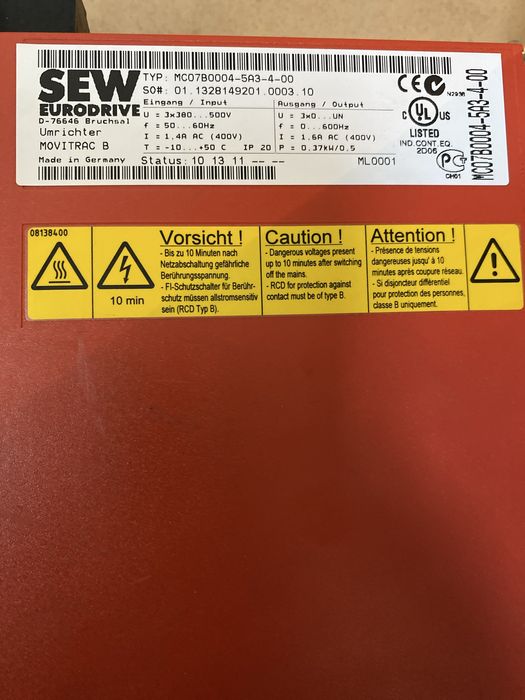 SEW
EURODRIVE
D-76646 Bruchsal
Umrichter
MOVITRAC B
Made in Germany
TYP: MC07B0004-5A3-4-00
SO#: 01.1328149201.0003.10
Eingang / Input
U = 3x380...500V
f = 50...60Hz
I = 1.4A AC (400V)
T = -10...+50 C IP 20
Ausgang / Output
U = 3x0...UN
f = 0...600Hz
I = 1.6A AC (400V)
P = 0.37kW/0.5
Status: 10 13 11 -- -- ML0001
CE
N2936
C UL US
LISTED
IND.CONT.EQ.
2D06
MC07B0004-5A3-4-00
08138400
10 min
Vorsicht !
- Bis zu 10 Minuten nach
Netzabschaltung gefährliche
Berührungsspannung.
- FI-Schutzschalter für Berühr-
schutz müssen allstromsensitiv
sein (RCD Typ B).
Caution !
- Dangerous voltages present
up to 10 minutes after switching
off the mains.
- RCD for protection against
contact must be of type B.
Attention !
- Présence de tensions
dangereuses jusqu' à 10
minutes après coupure réseau.
- Si disjoncteur différentiel
pour protection des personnes,
classe B uniquement.